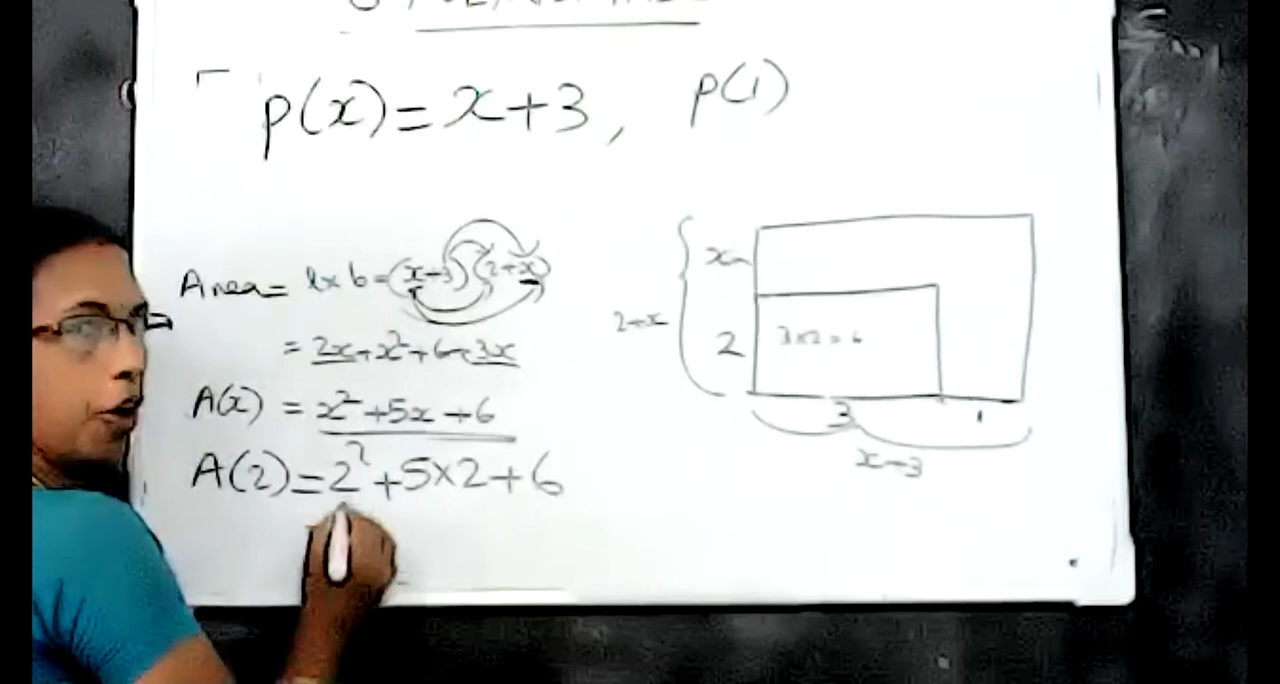 p(x) = x+3, p(1)
Area = l×b = (x+3)(2+x)
= 2x+x²+6+3x
A(x) = x²+5x+6
A(2) = 2²+5×2+6
x
2+x
2
3×2=6
3
x+3